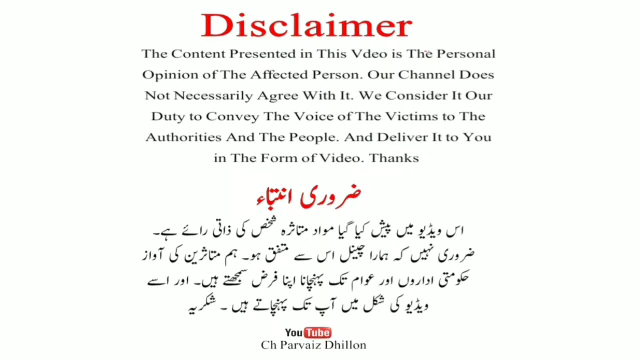 Disclaimer
The Content Presented in This Vdeo is The Personal
Opinion of The Affected Person. Our Channel Does
Not Necessarily Agree With It. We Consider It Our
Duty to Convey The Voice of The Victims to The
Authorities And The People. And Deliver It to You
in The Form of Video. Thanks
ضروری انتباء
اس ویڈیو میں پیش کیا گیا مواد متاثرہ شخص کی ذاتی رائے ہے۔
ضروری نہیں کہ ہمارا چینل اس سے متفق ہو۔ ہم متاثرین کی آواز
حکومتی اداروں اور عوام تک پہنچانا اپنا فرض سمجھتے ہیں۔ اور اسے
ویڈیو کی شکل میں آپ تک پہنچاتے ہیں ۔ شکریہ
YouTube
Ch Parvaiz Dhillon